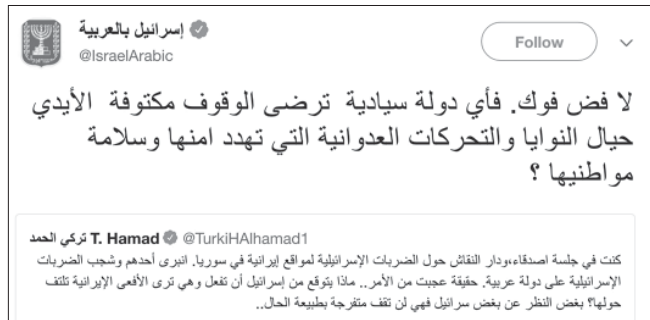 إسرائيل بالعربية
@IsraelArabic
Follow
لا فض فوك. فأي دولة سيادية ترضى الوقوف مكتوفة الأيدي
حيال النوايا والتحركات العدوانية التي تهدد امنها وسلامة
مواطنيها ؟
تركي الحمد T. Hamad @TurkiHAlhamad1
كنت في جلسة اصدقاء،ودار النقاش حول الضربات الإسرائيلية لمواقع إيرانية في سوريا. انبرى أحدهم وشجب الضربات
الإسرائيلية على دولة عربية. حقيقة عجبت من الأمر.. ماذا يتوقع من إسرائيل أن تفعل وهي ترى الأفعى الإيرانية تلتف
حولها؟ بغض النظر عن بغض سرائيل فهي لن تقف متفرجة بطبيعة الحال..